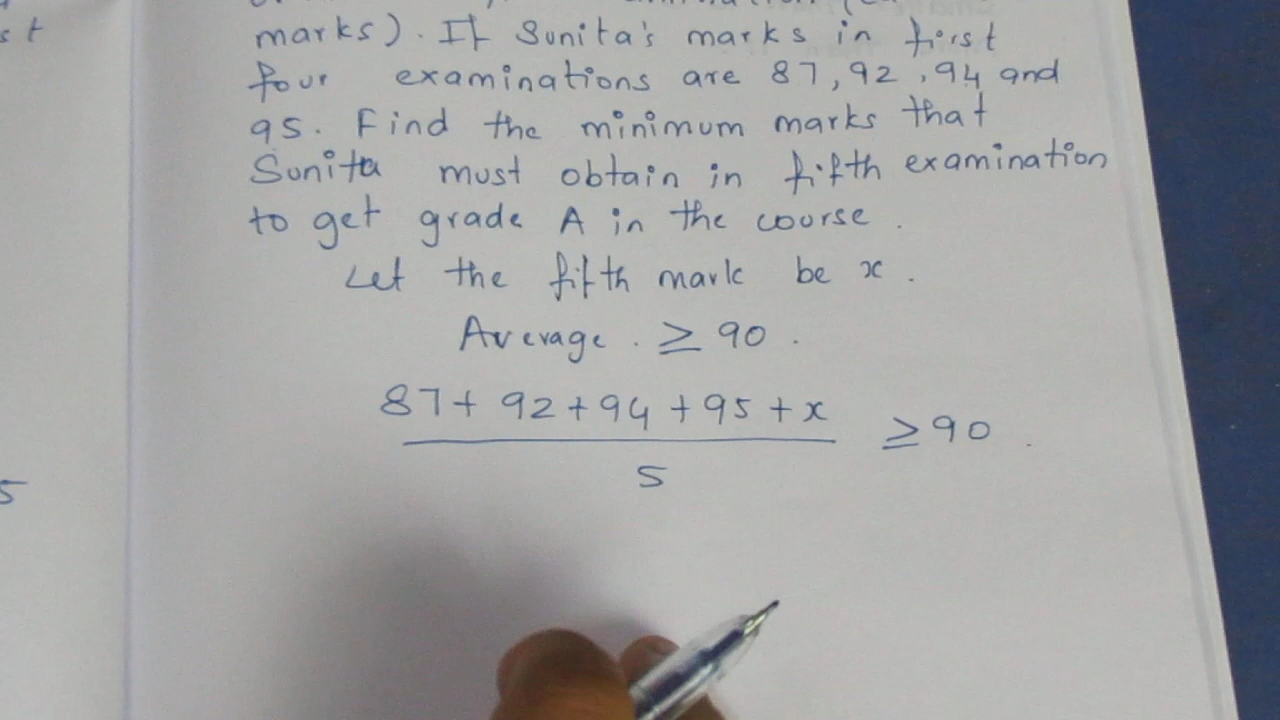 st
marks). If Sunita's marks in first
four examinations are 87, 92, 94 and
95. Find the minimum marks that
Sunita must obtain in fifth examination
to get grade A in the course.
Let the fifth mark be x.
Average. ≥ 90.
87 + 92 + 94 + 95 + x
≥ 90.
5
5